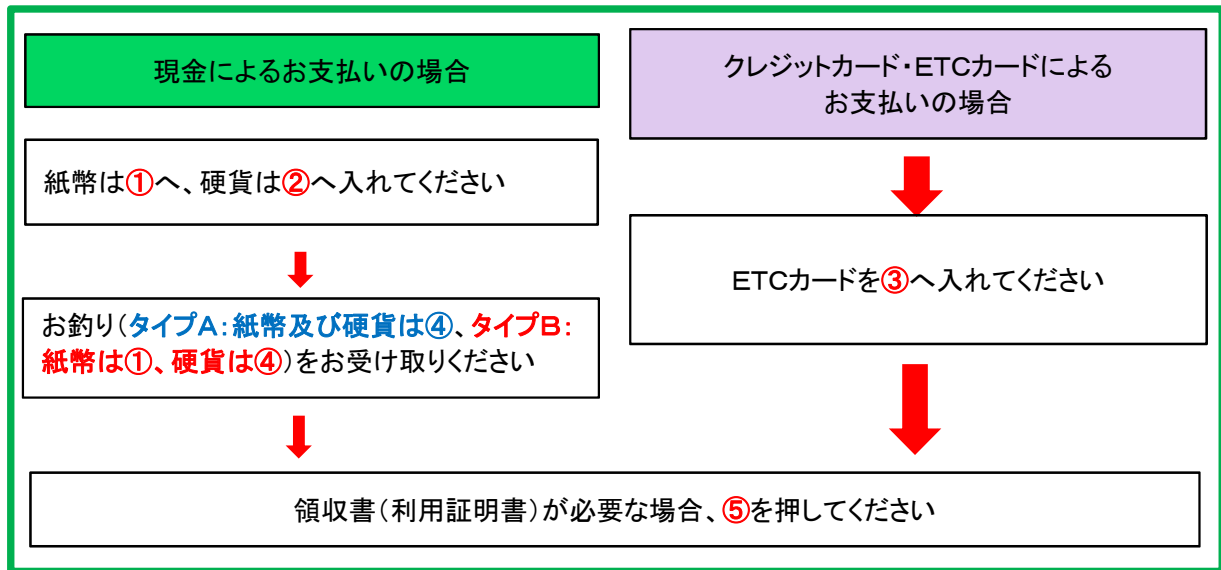 現金によるお支払いの場合
紙幣は①へ、硬貨は②へ入れてください
お釣り(タイプA:紙幣及び硬貨は④、タイプB:
紙幣は①、硬貨は④)をお受け取りください
クレジットカード・ETCカードによる
お支払いの場合
ETCカードを③へ入れてください
領収書(利用証明書)が必要な場合、⑤を押してください